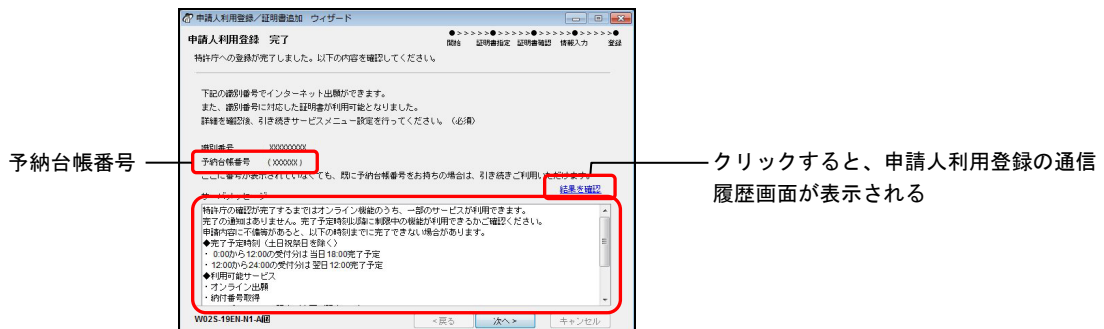 申請人利用登録／証明書追加 ウィザード
申請人利用登録 完了
●>>>>>●>>>>>●>>>>>●>>>>>●
開始 証明書指定 証明書確認 情報入力 登録
特許庁への登録が完了しました。以下の内容を確認してください。
下記の識別番号でインターネット出願ができます。
また、識別番号に対応した証明書が利用可能となりました。
詳細を確認後、引き続きサービスメニュー設定を行ってください。（必須）
識別番号 XXXXXXXXX
予納台帳番号 （XXXXXX）
ここに番号が表示されていなくても、既に予納台帳番号をお持ちの場合は、引き続きご利用いただけます。
結果を確認
サーバメッセージ
特許庁の確認が完了するまではオンライン機能のうち、一部のサービスが利用できます。
完了の通知はありません。完了予定時刻以降に制限中の機能が利用できるかご確認ください。
申請内容に不備等があると、以下の時刻までに完了できない場合があります。
◆完了予定時刻（土日祝祭日を除く）
・ 0:00から12:00の受付分は 当日18:00完了予定
・ 12:00から24:00の受付分は 翌日12:00完了予定
◆利用可能サービス
・オンライン出願
・納付番号取得
W02S-19EN-N1-A回
<戻る 次へ> キャンセル
予納台帳番号
クリックすると、申請人利用登録の通信
履歴画面が表示される